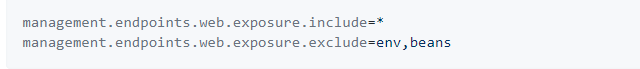 management.endpoints.web.exposure.include=*
management.endpoints.web.exposure.exclude=env,beans